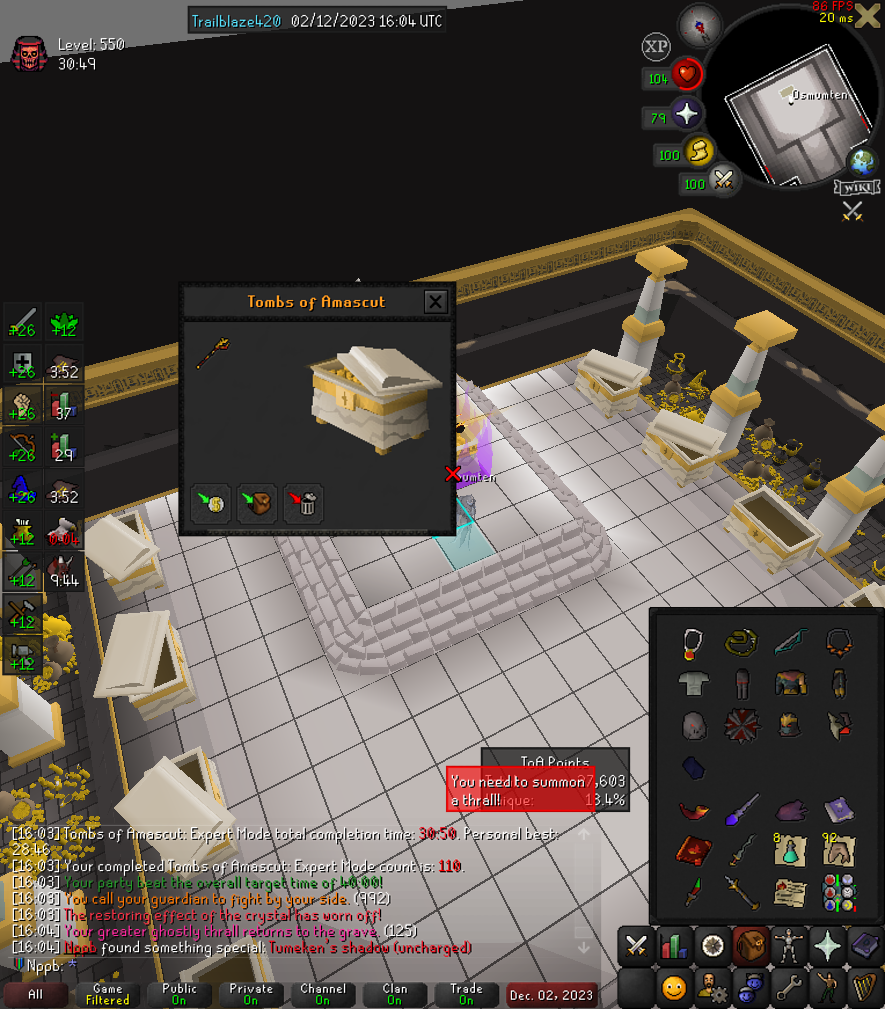 Trailblaze420 02/12/2023 16:04 UTC
86 FPS
20 ms
Level: 550
30:49
XP
104
79
100
100
Osmumten
WIKI
Tombs of Amascut
+26 +12
+26 3:52
+26 37
+26 29
+26 3:52
+12 0:04
+12 9:44
+12
+12
umten
ToA Points
You need to summon
a thrall!
7,603
ique: 13.4%
8 92
[16:03] Tombs of Amascut: Expert Mode total completion time: 30:50. Personal best:
28:46
[16:03] Your completed Tombs of Amascut: Expert Mode count is: 110.
[16:03] Your party beat the overall target time of 40:00!
[16:03] You call your guardian to fight by your side. (992)
[16:03] The restoring effect of the crystal has worn off!
[16:04] Your greater ghostly thrall returns to the grave. (125)
[16:04] Nppb found something special: Tumeken's shadow (uncharged)
Nppb: *
All
Game
Filtered
Public
On
Private
On
Channel
On
Clan
On
Trade
On
Dec. 02, 2023